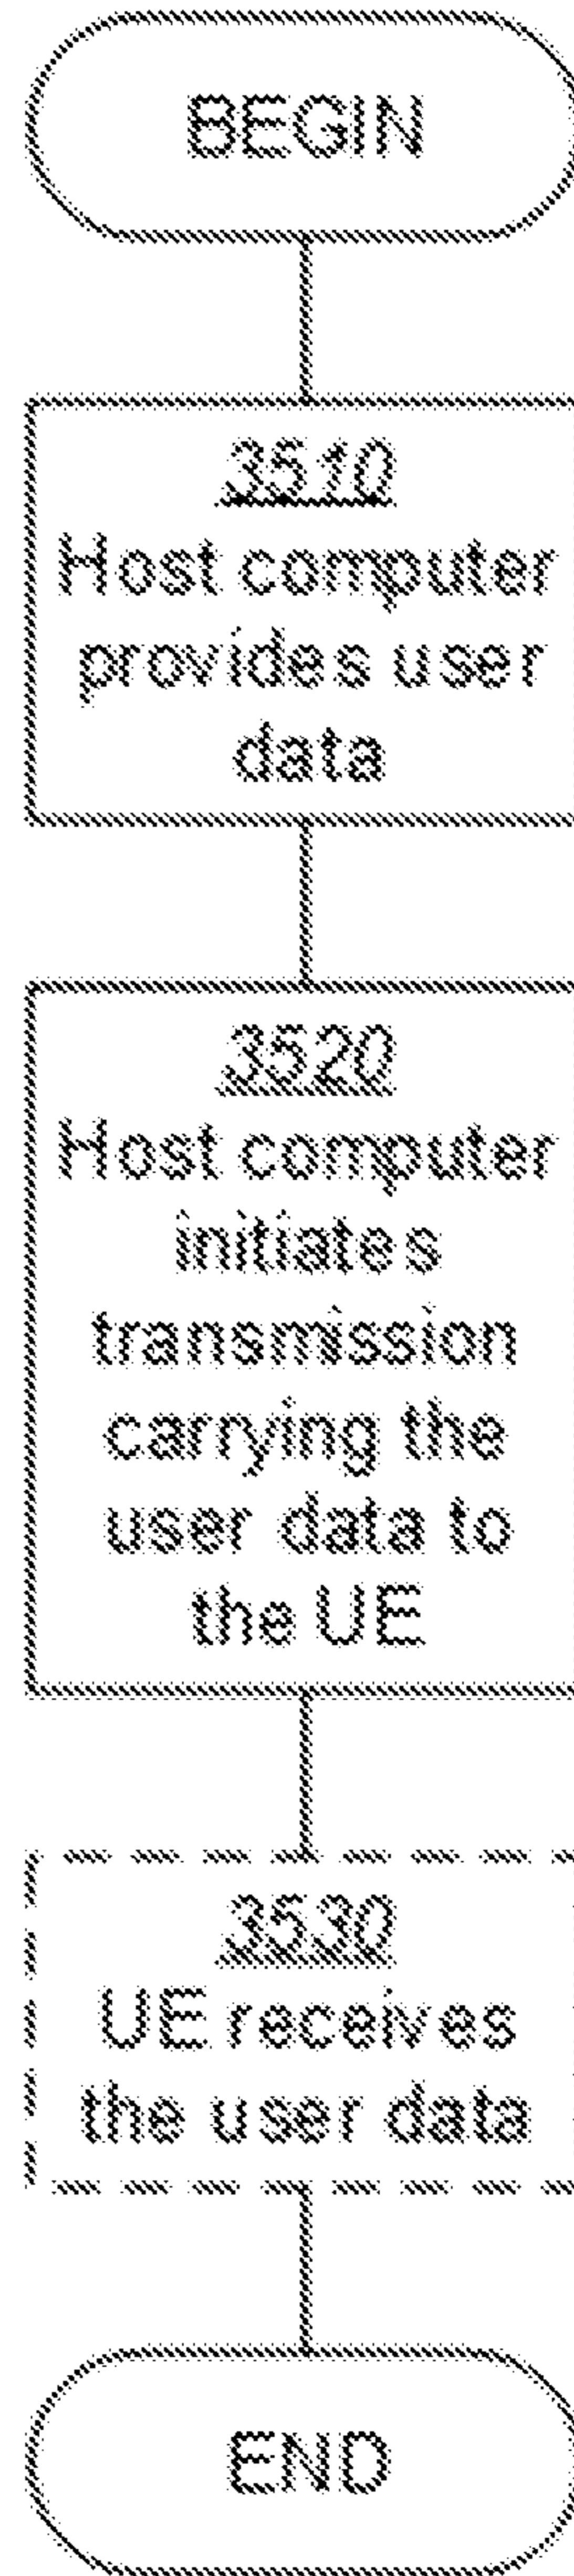 BEGIN
3510
Host computer
provides user
data
3520
Host computer
initiates
transmission
carrying the
user data to
the UE
3530
UE receives
the user data
END